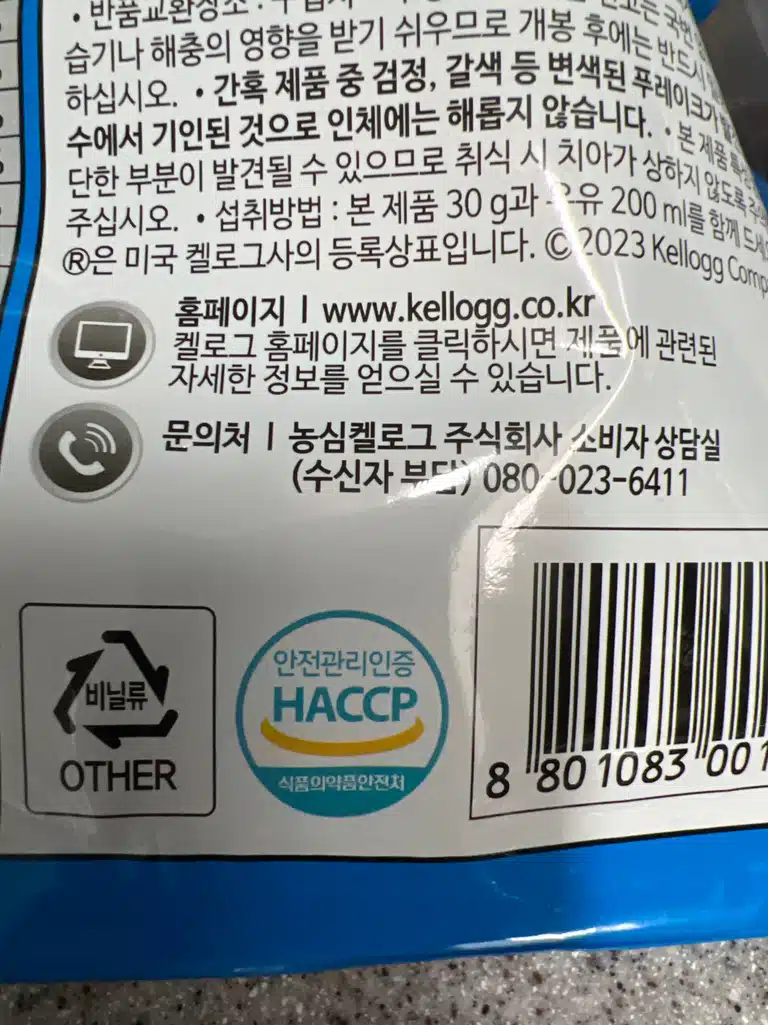 • 반품교환장소 :
습기나 해충의 영향을 받기 쉬우므로 개봉 후에는 반드시
하십시오. • 간혹 제품 중 검정, 갈색 등 변색된 푸레이크가
수에서 기인된 것으로 인체에는 해롭지 않습니다. • 본 제품
단한 부분이 발견될 수 있으므로 취식 시 치아가 상하지 않도록
주십시오. • 섭취방법 : 본 제품 30 g과 우유 200 ml를 함께
®은 미국 켈로그사의 등록상표입니다. © 2023 Kellogg
홈페이지 | www.kellogg.co.kr
켈로그 홈페이지를 클릭하시면 제품에 관련된
자세한 정보를 얻으실 수 있습니다.
문의처 | 농심켈로그 주식회사 소비자 상담실
(수신자 부담) 080-023-6411
비닐류
OTHER
안전관리인증
HACCP
식품의약품안전처
8 801083 001